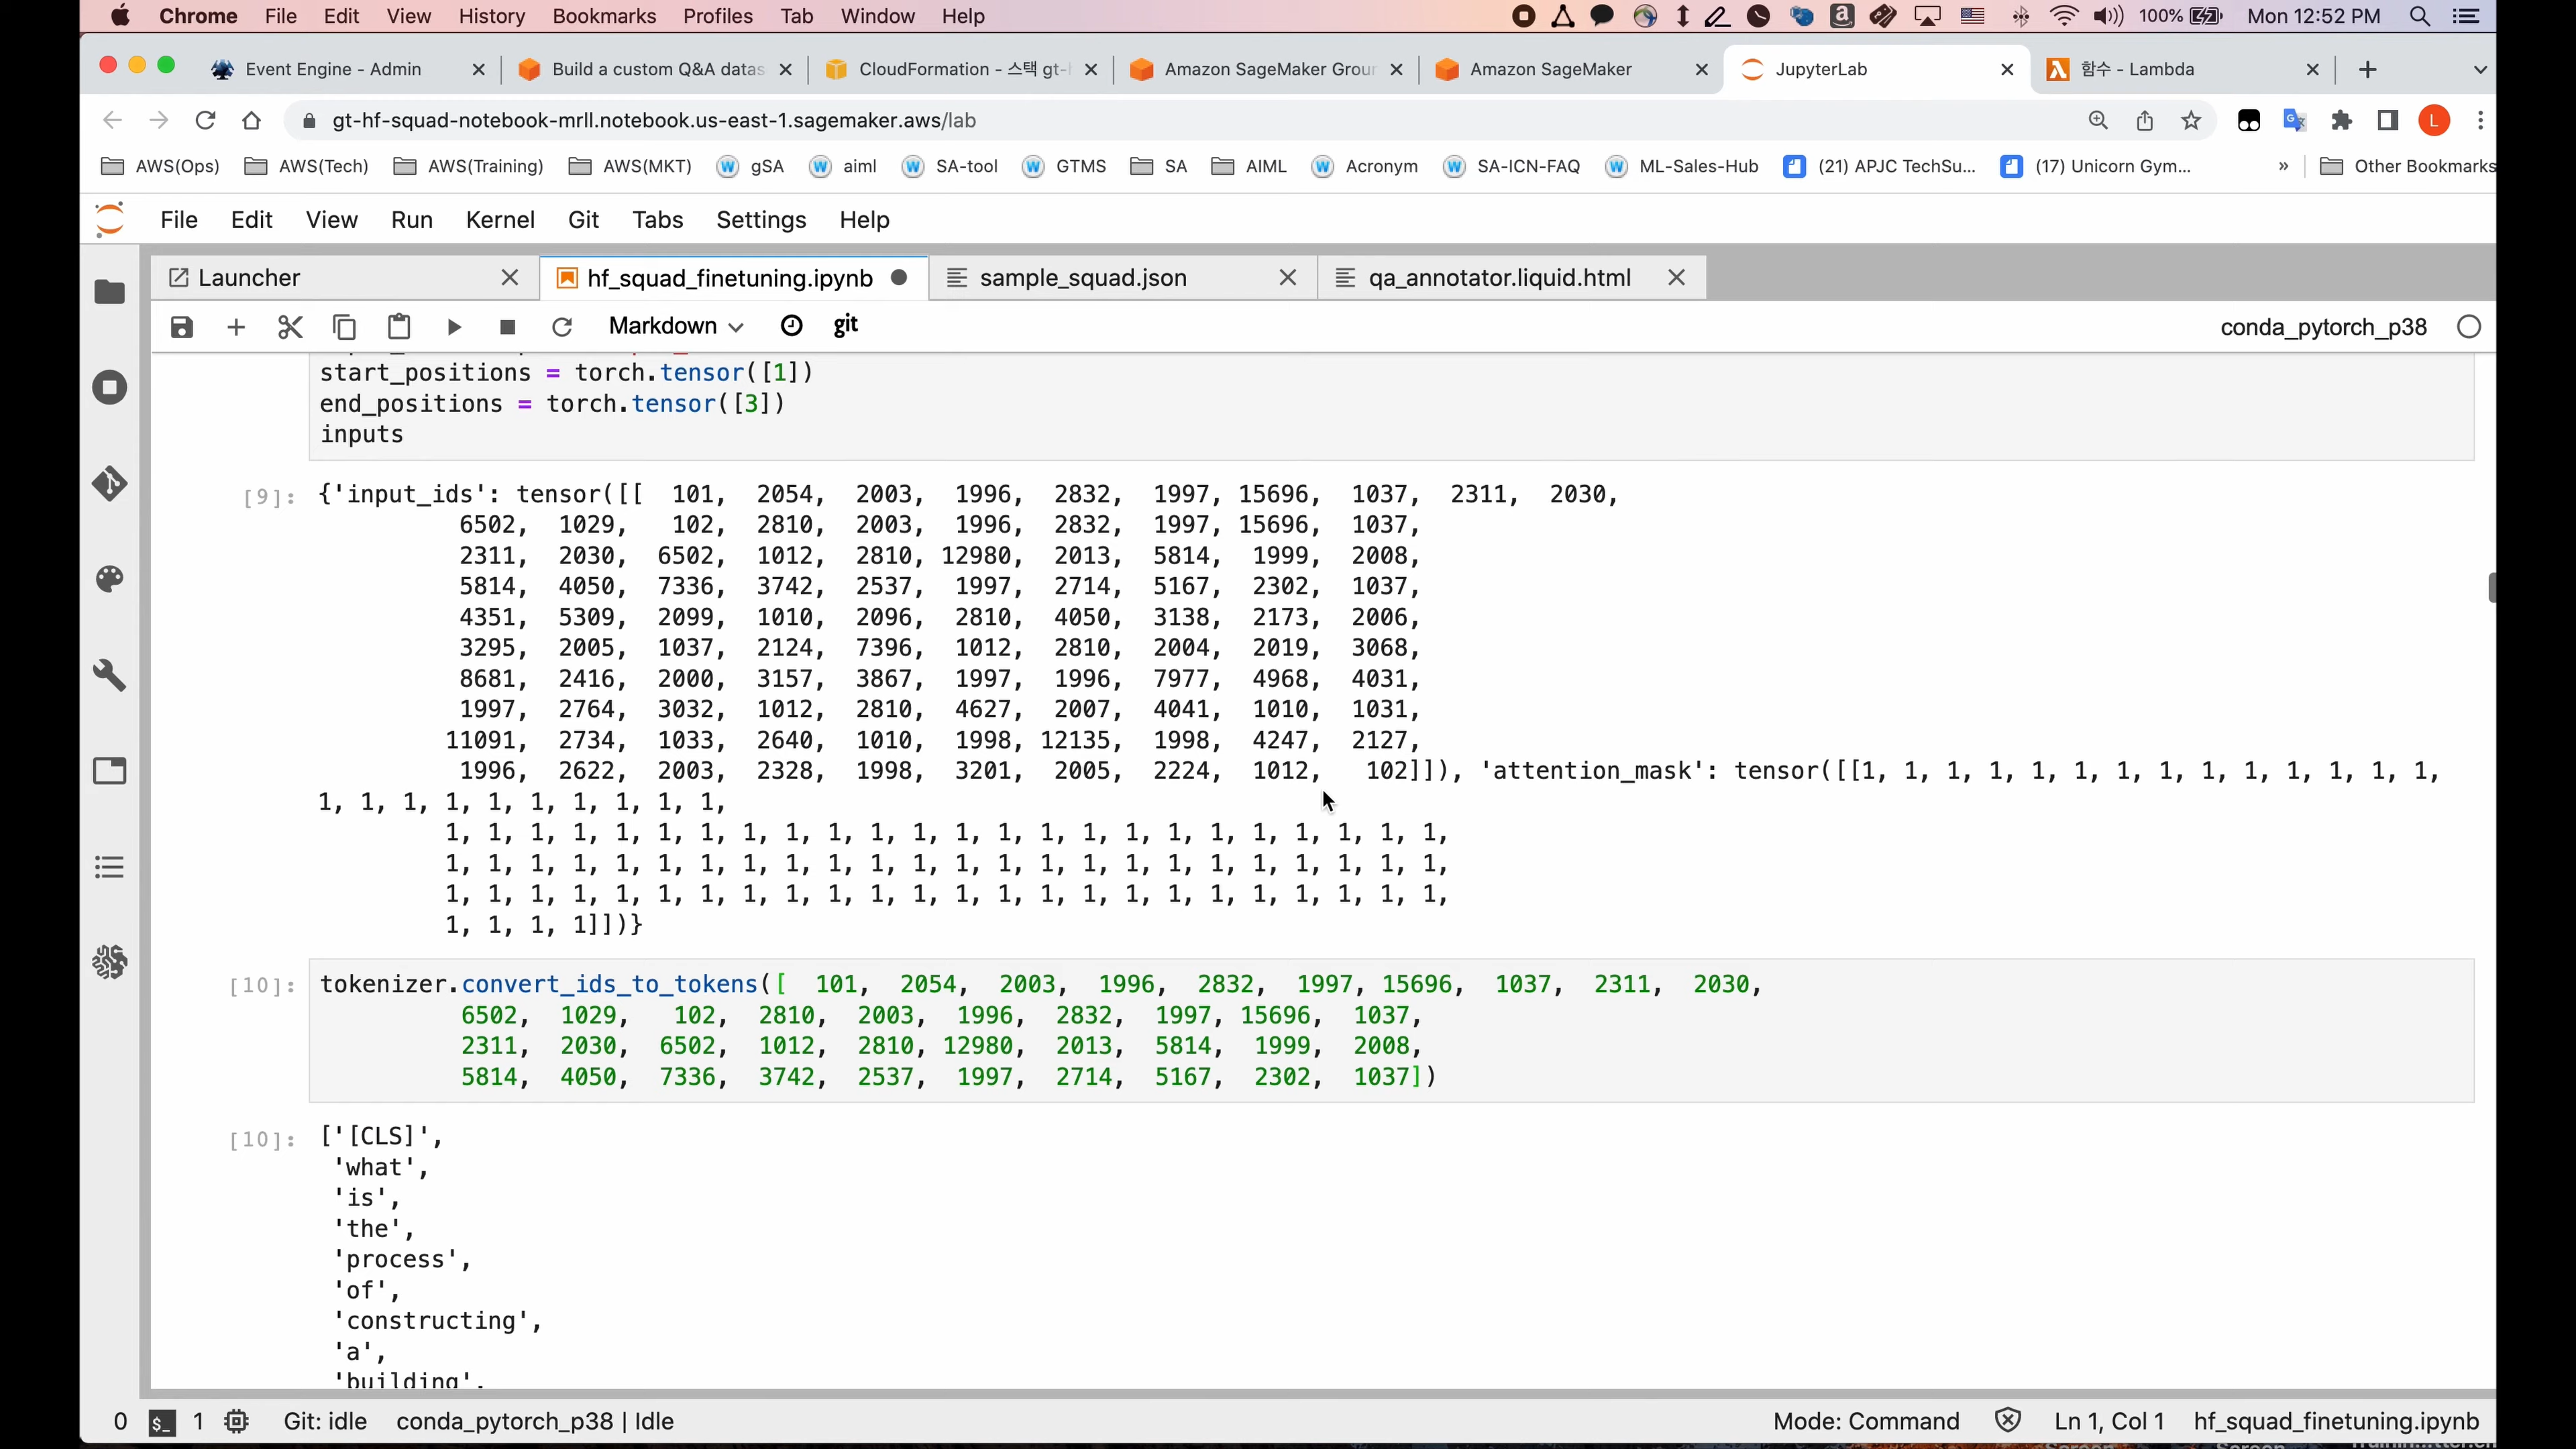 Chrome File Edit View History Bookmarks Profiles Tab Window Help 100% Mon 12:52 PM
Event Engine - Admin Build a custom Q&A datas CloudFormation - 스택 gt- Amazon SageMaker Grour Amazon SageMaker JupyterLab 함수 - Lambda
gt-hf-squad-notebook-mrll.notebook.us-east-1.sagemaker.aws/lab L
AWS(Ops) AWS(Tech) AWS(Training) AWS(MKT) gSA aiml SA-tool GTMS SA AIML Acronym SA-ICN-FAQ ML-Sales-Hub (21) APJC TechSu... (17) Unicorn Gym... » Other Bookmarks
File Edit View Run Kernel Git Tabs Settings Help
Launcher hf_squad_finetuning.ipynb sample_squad.json qa_annotator.liquid.html
Markdown git conda_pytorch_p38
start_positions = torch.tensor([1])
end_positions = torch.tensor([3])
inputs
[9]: {'input_ids': tensor([[ 101, 2054, 2003, 1996, 2832, 1997, 15696, 1037, 2311, 2030,
6502, 1029, 102, 2810, 2003, 1996, 2832, 1997, 15696, 1037,
2311, 2030, 6502, 1012, 2810, 12980, 2013, 5814, 1999, 2008,
5814, 4050, 7336, 3742, 2537, 1997, 2714, 5167, 2302, 1037,
4351, 5309, 2099, 1010, 2096, 2810, 4050, 3138, 2173, 2006,
3295, 2005, 1037, 2124, 7396, 1012, 2810, 2004, 2019, 3068,
8681, 2416, 2000, 3157, 3867, 1997, 1996, 7977, 4968, 4031,
1997, 2764, 3032, 1012, 2810, 4627, 2007, 4041, 1010, 1031,
11091, 2734, 1033, 2640, 1010, 1998, 12135, 1998, 4247, 2127,
1996, 2622, 2003, 2328, 1998, 3201, 2005, 2224, 1012, 102]]), 'attention_mask': tensor([[1, 1, 1, 1, 1, 1, 1, 1, 1, 1, 1, 1, 1, 1,
1, 1, 1, 1, 1, 1, 1, 1, 1, 1,
1, 1, 1, 1, 1, 1, 1, 1, 1, 1, 1, 1, 1, 1, 1, 1, 1, 1, 1, 1, 1, 1, 1, 1,
1, 1, 1, 1, 1, 1, 1, 1, 1, 1, 1, 1, 1, 1, 1, 1, 1, 1, 1, 1, 1, 1, 1, 1,
1, 1, 1, 1, 1, 1, 1, 1, 1, 1, 1, 1, 1, 1, 1, 1, 1, 1, 1, 1, 1, 1, 1, 1,
1, 1, 1, 1]])}
[10]: tokenizer.convert_ids_to_tokens([ 101, 2054, 2003, 1996, 2832, 1997, 15696, 1037, 2311, 2030,
6502, 1029, 102, 2810, 2003, 1996, 2832, 1997, 15696, 1037,
2311, 2030, 6502, 1012, 2810, 12980, 2013, 5814, 1999, 2008,
5814, 4050, 7336, 3742, 2537, 1997, 2714, 5167, 2302, 1037])
[10]: ['[CLS]',
'what',
'is',
'the',
'process',
'of',
'constructing',
'a',
'building',
0 1 Git: idle conda_pytorch_p38 | Idle Mode: Command Ln 1, Col 1 hf_squad_finetuning.ipynb